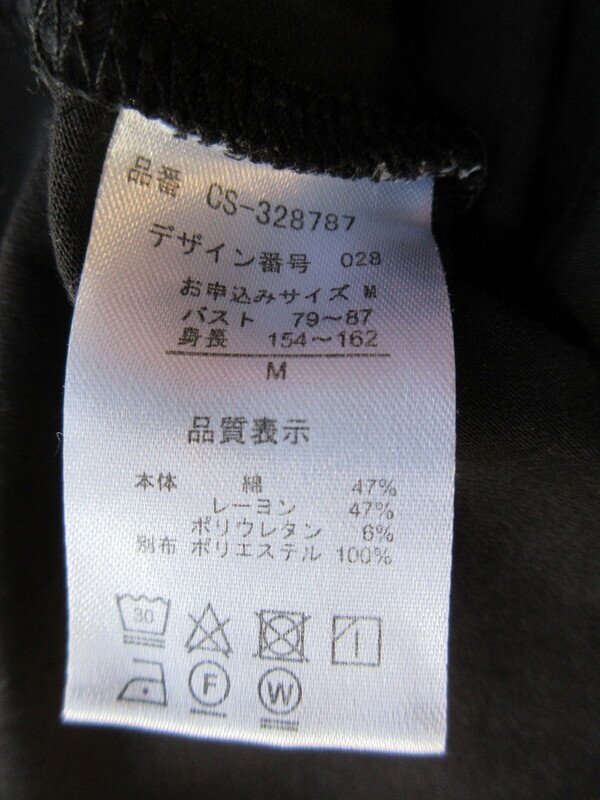 品番 CS-328787
デザイン番号 028
お申込みサイズ M
バスト 79～87
身長 154～162
M
品質表示
本体 綿 47%
レーヨン 47%
ポリウレタン 6%
別布 ポリエステル 100%
30
F W